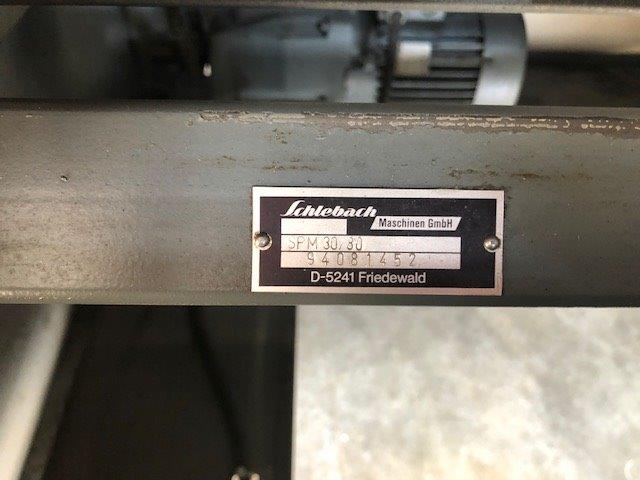 Schlebach
Maschinen GmbH
SPM 30/80
94081452
D-5241 Friedewald